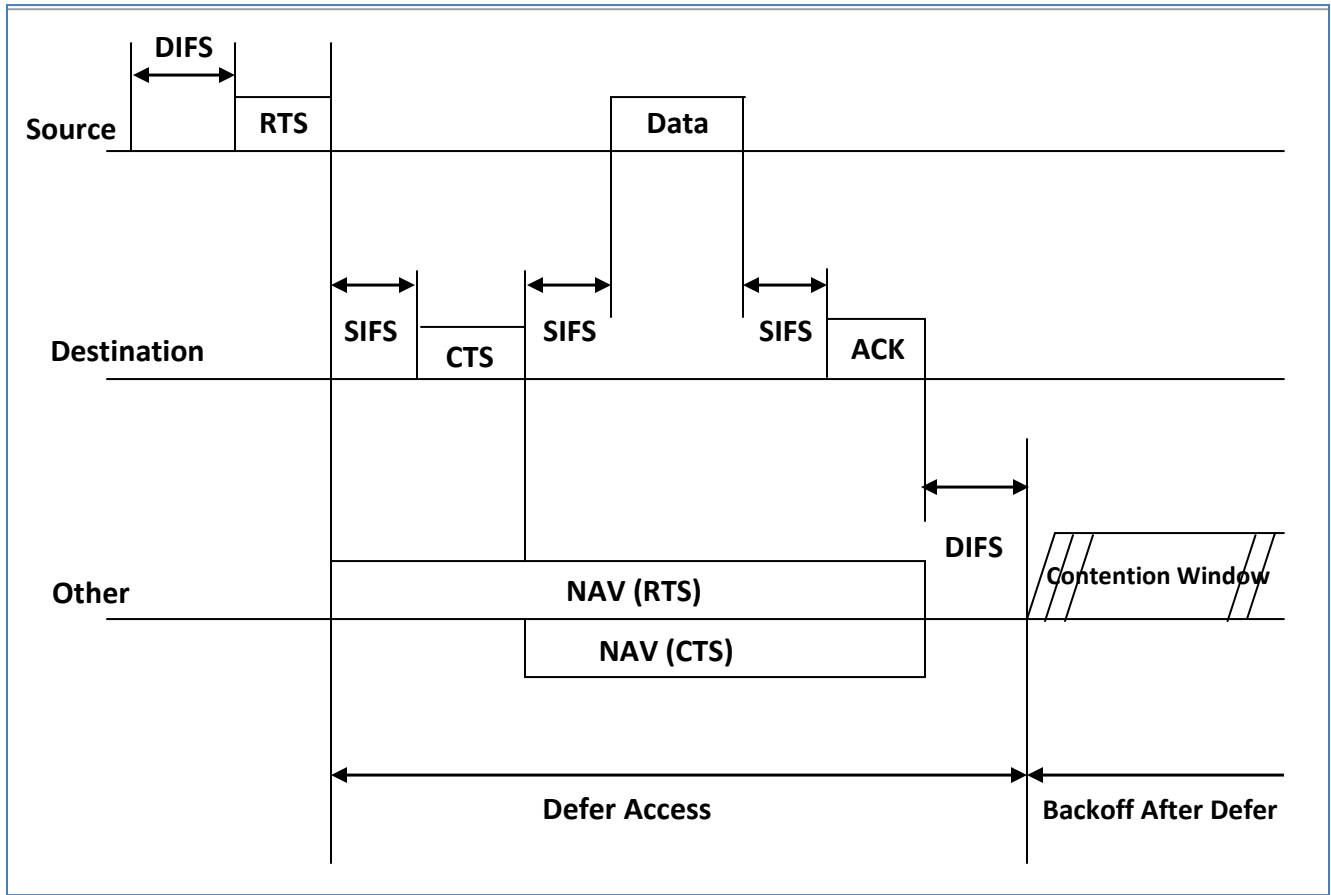 DIFS
Source
RTS
Data
Destination
SIFS
CTS
SIFS
SIFS
ACK
DIFS
Other
NAV (RTS)
Contention Window
NAV (CTS)
Defer Access
Backoff After Defer